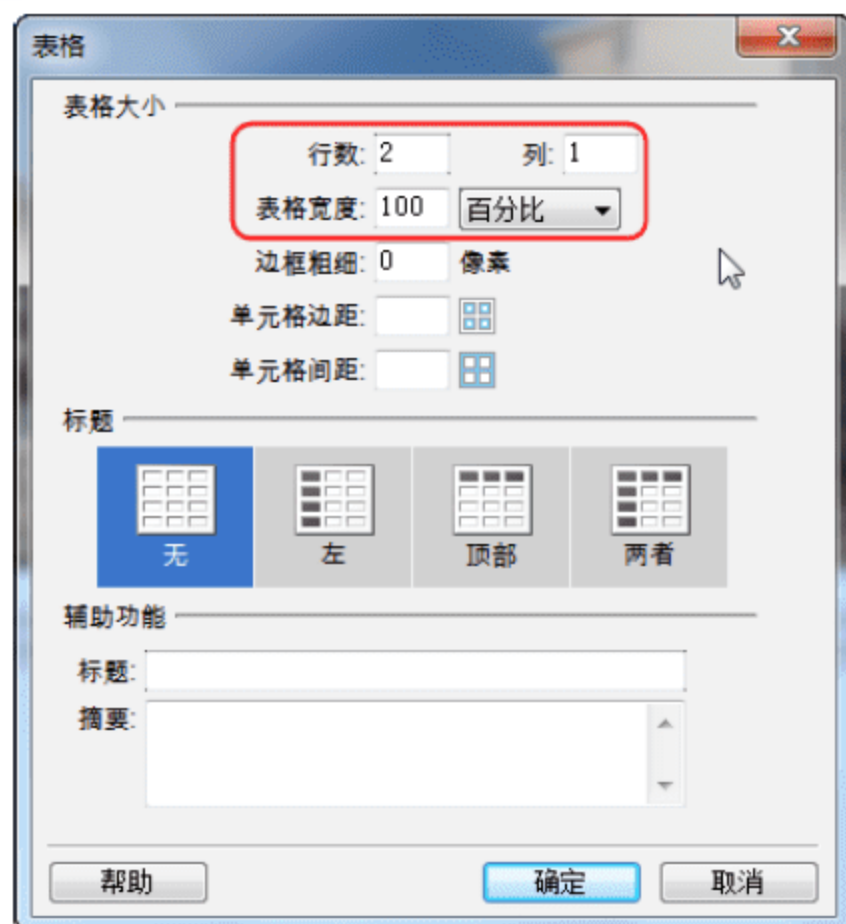 表格
表格大小
行数: 2 列: 1
表格宽度: 100 百分比
边框粗细: 0 像素
单元格边距:
单元格间距:
标题
无 左 顶部 两者
辅助功能
标题:
摘要:
帮助 确定 取消